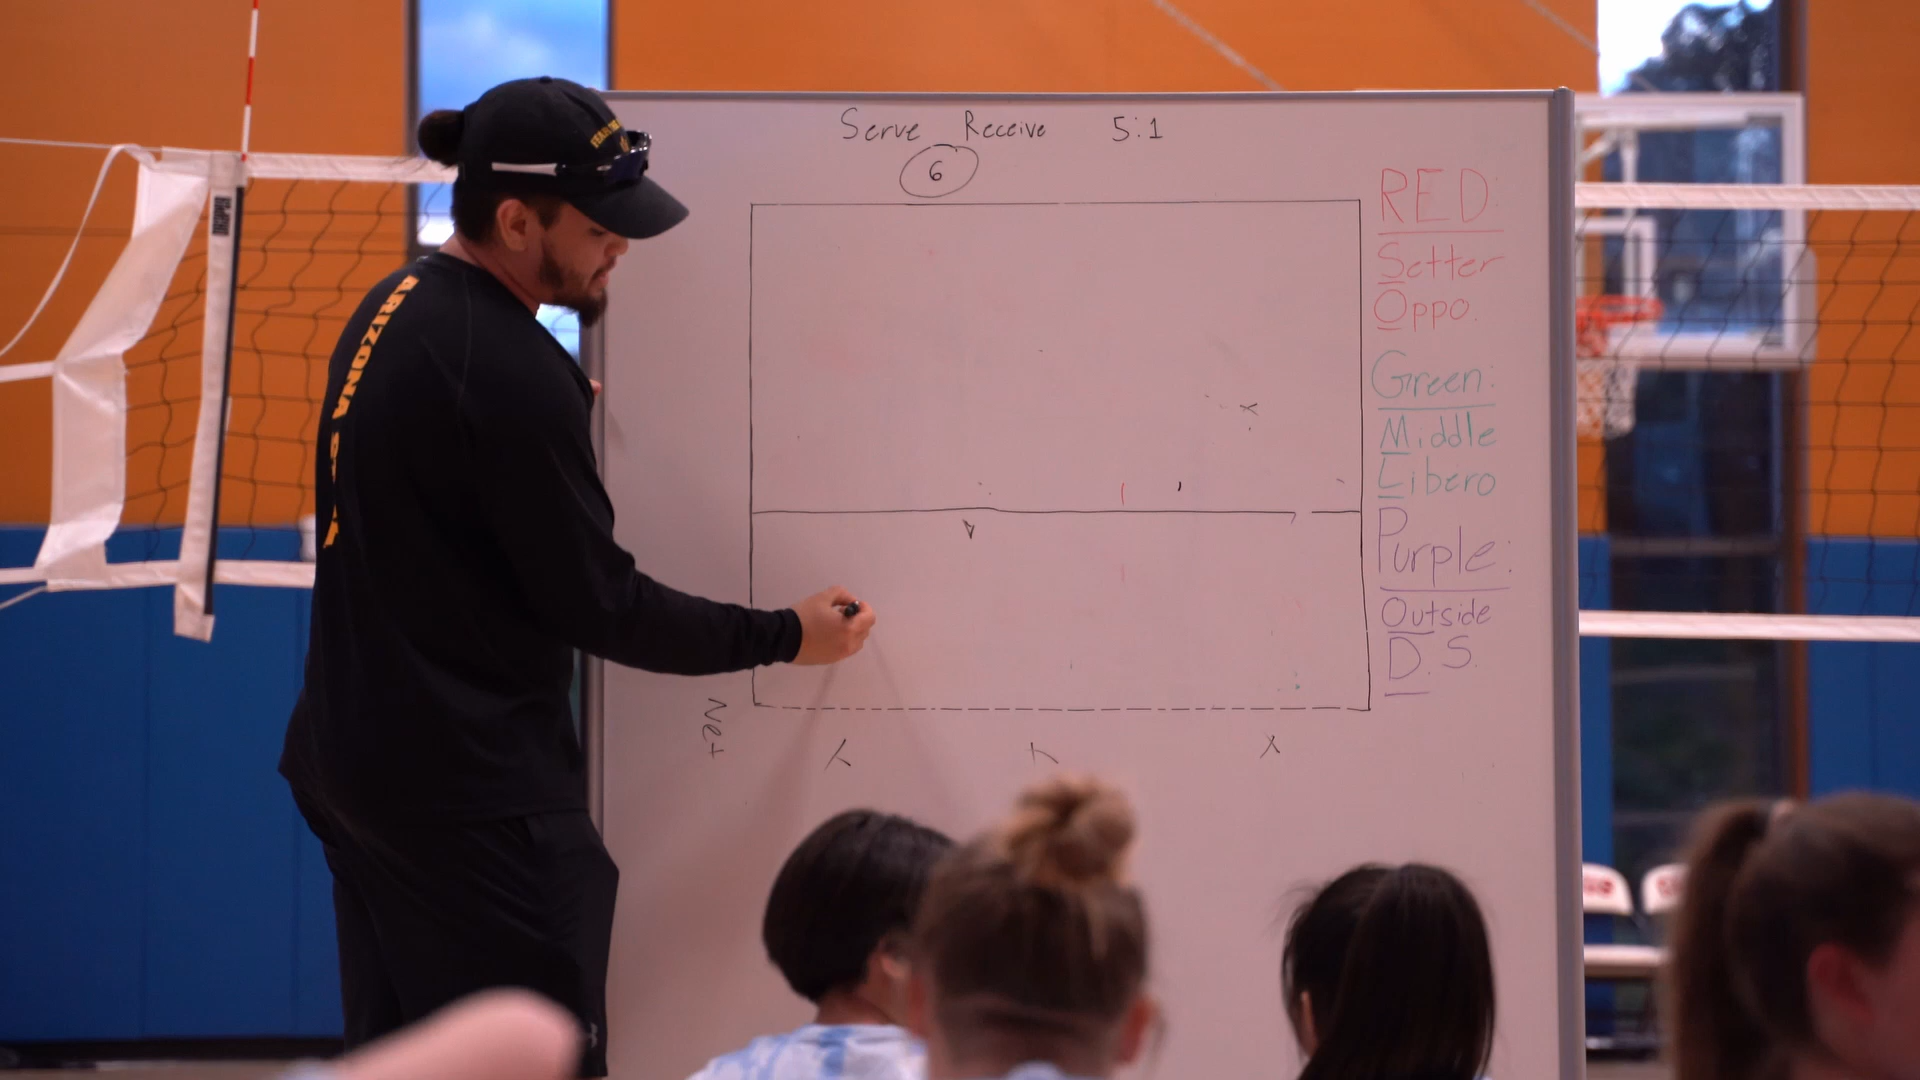 Serve Receive 5:1
6
RED:
Setter
Oppo.
Green:
Middle
Libero
Purple:
Outside
D.S.
Net
ARIZONA